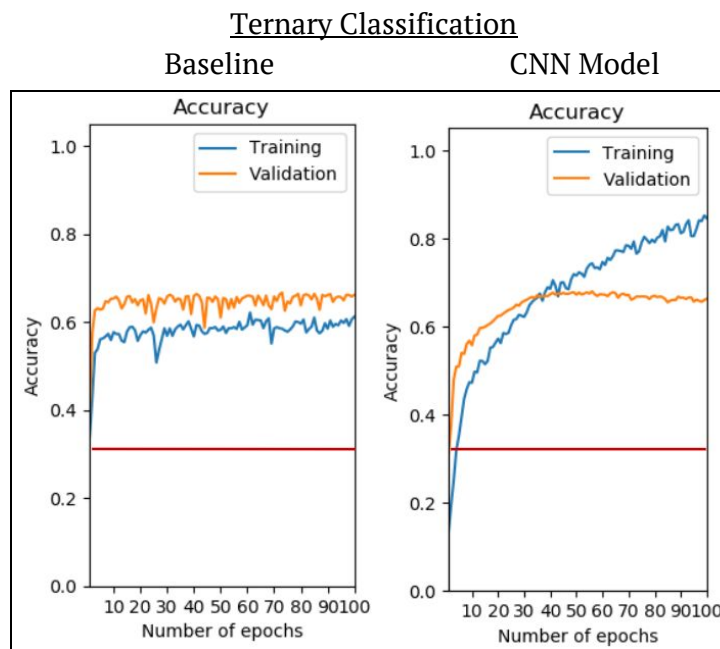 Ternary Classification
Baseline CNN Model
Accuracy
Training
Validation
1.0
0.8
0.6
0.4
0.2
0.0
Accuracy
10 20 30 40 50 60 70 80 90 100
Number of epochs
Accuracy
Training
Validation
1.0
0.8
0.6
0.4
0.2
0.0
Accuracy
10 20 30 40 50 60 70 80 90 100
Number of epochs